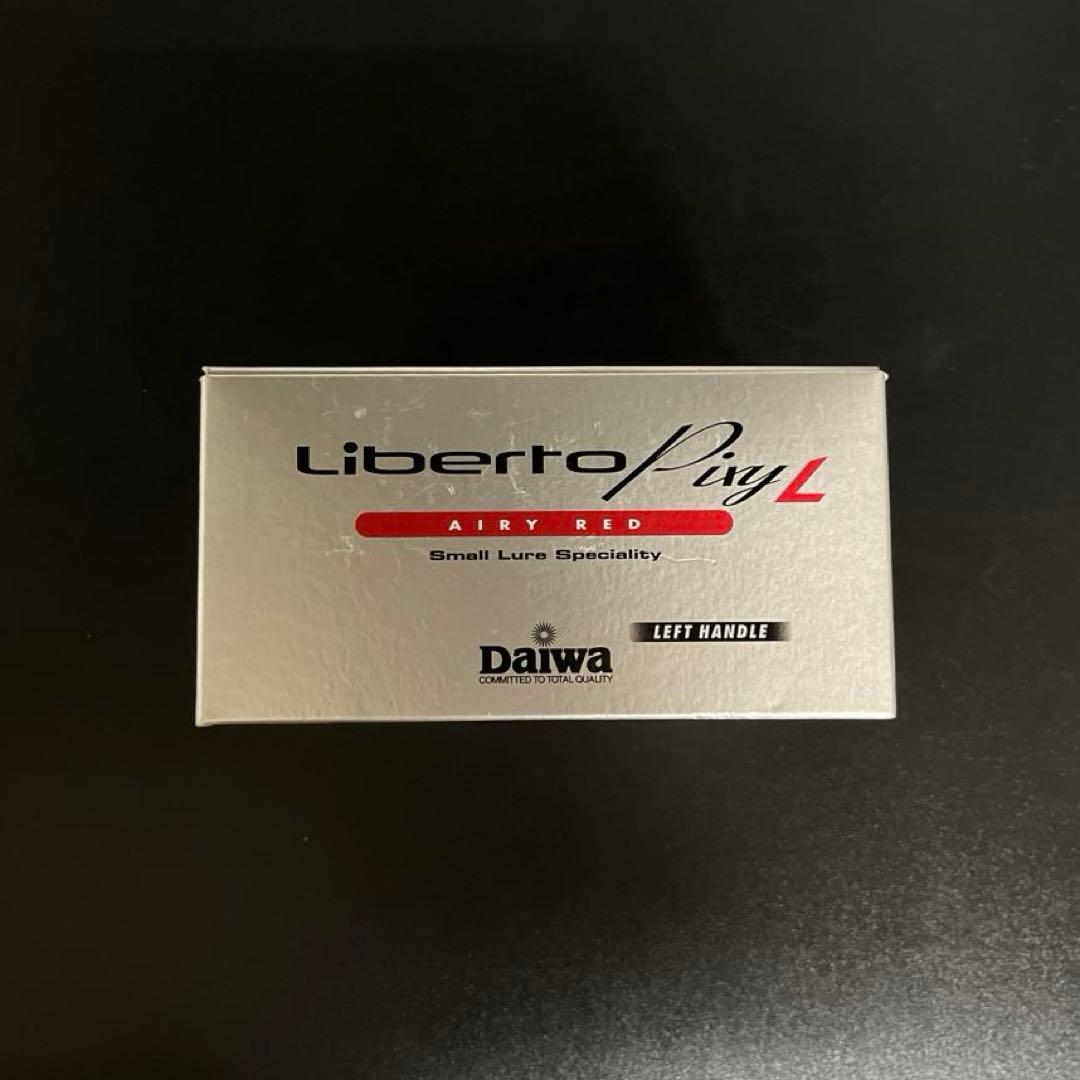 Liberto Pixy L
AIRY RED
Small Lure Speciality
LEFT HANDLE
Daiwa
COMMITTED TO TOTAL QUALITY